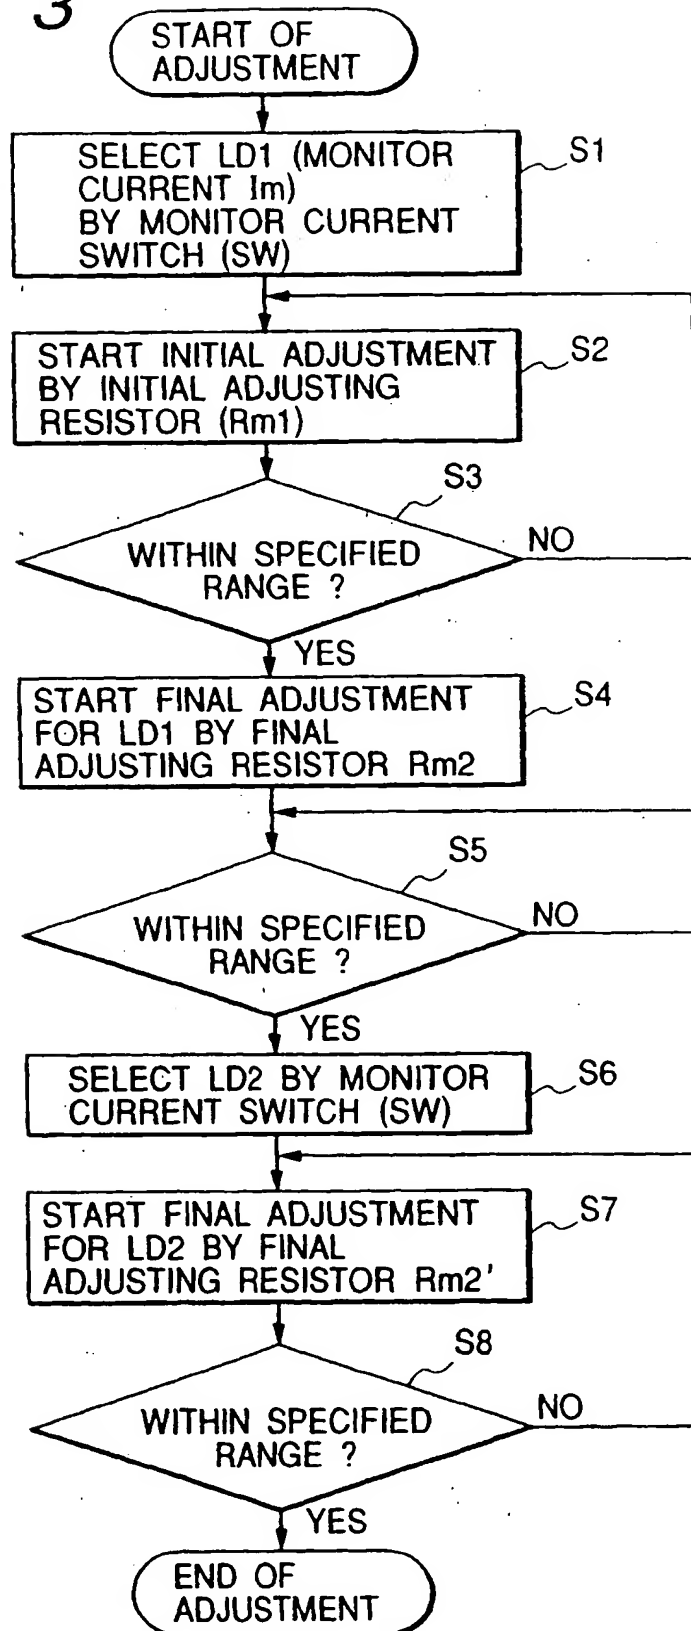 3
START OF
ADJUSTMENT
SELECT LD1 (MONITOR
CURRENT Im)
BY MONITOR CURRENT
SWITCH (SW)
S1
START INITIAL ADJUSTMENT
BY INITIAL ADJUSTING
RESISTOR (Rm1)
S2
S3
WITHIN SPECIFIED
RANGE ?
NO
YES
START FINAL ADJUSTMENT
FOR LD1 BY FINAL
ADJUSTING RESISTOR Rm2
S4
S5
WITHIN SPECIFIED
RANGE ?
NO
YES
SELECT LD2 BY MONITOR
CURRENT SWITCH (SW)
S6
START FINAL ADJUSTMENT
FOR LD2 BY FINAL
ADJUSTING RESISTOR Rm2'
S7
S8
WITHIN SPECIFIED
RANGE ?
NO
YES
END OF
ADJUSTMENT